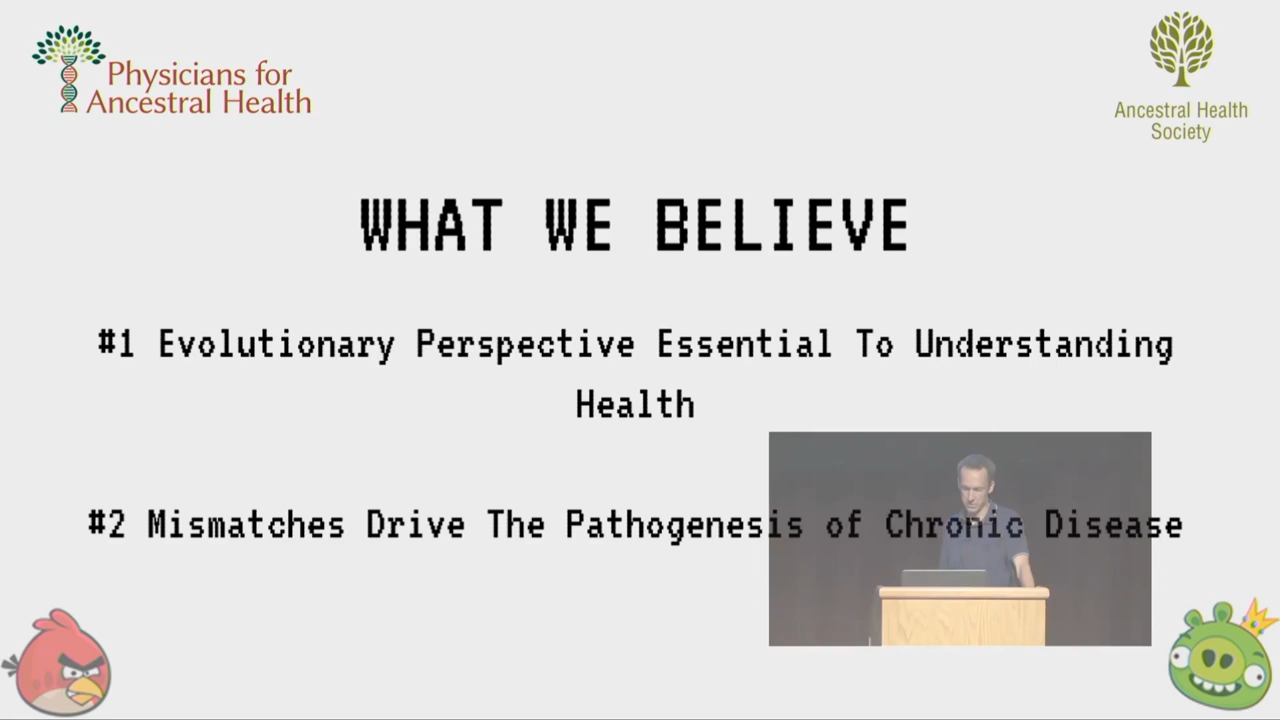 Physicians for
Ancestral Health
Ancestral Health
Society
WHAT WE BELIEVE
#1 Evolutionary Perspective Essential To Understanding
Health
#2 Mismatches Drive The Pathogenesis of Chronic Disease